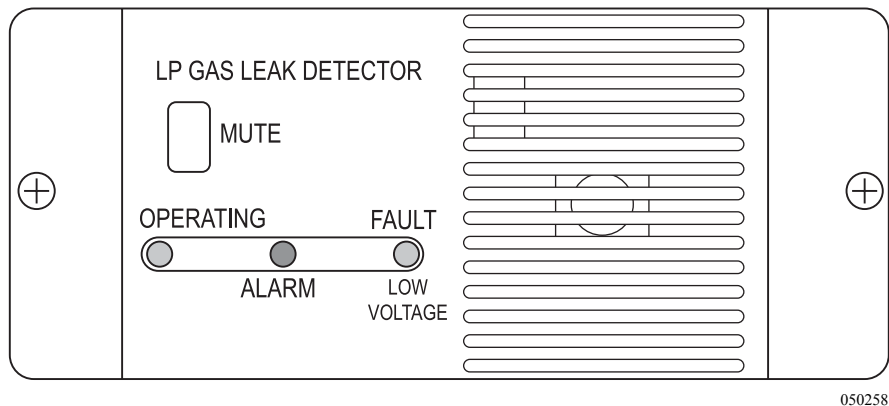 LP GAS LEAK DETECTOR
MUTE
OPERATING
FAULT
ALARM
LOW
VOLTAGE
050258